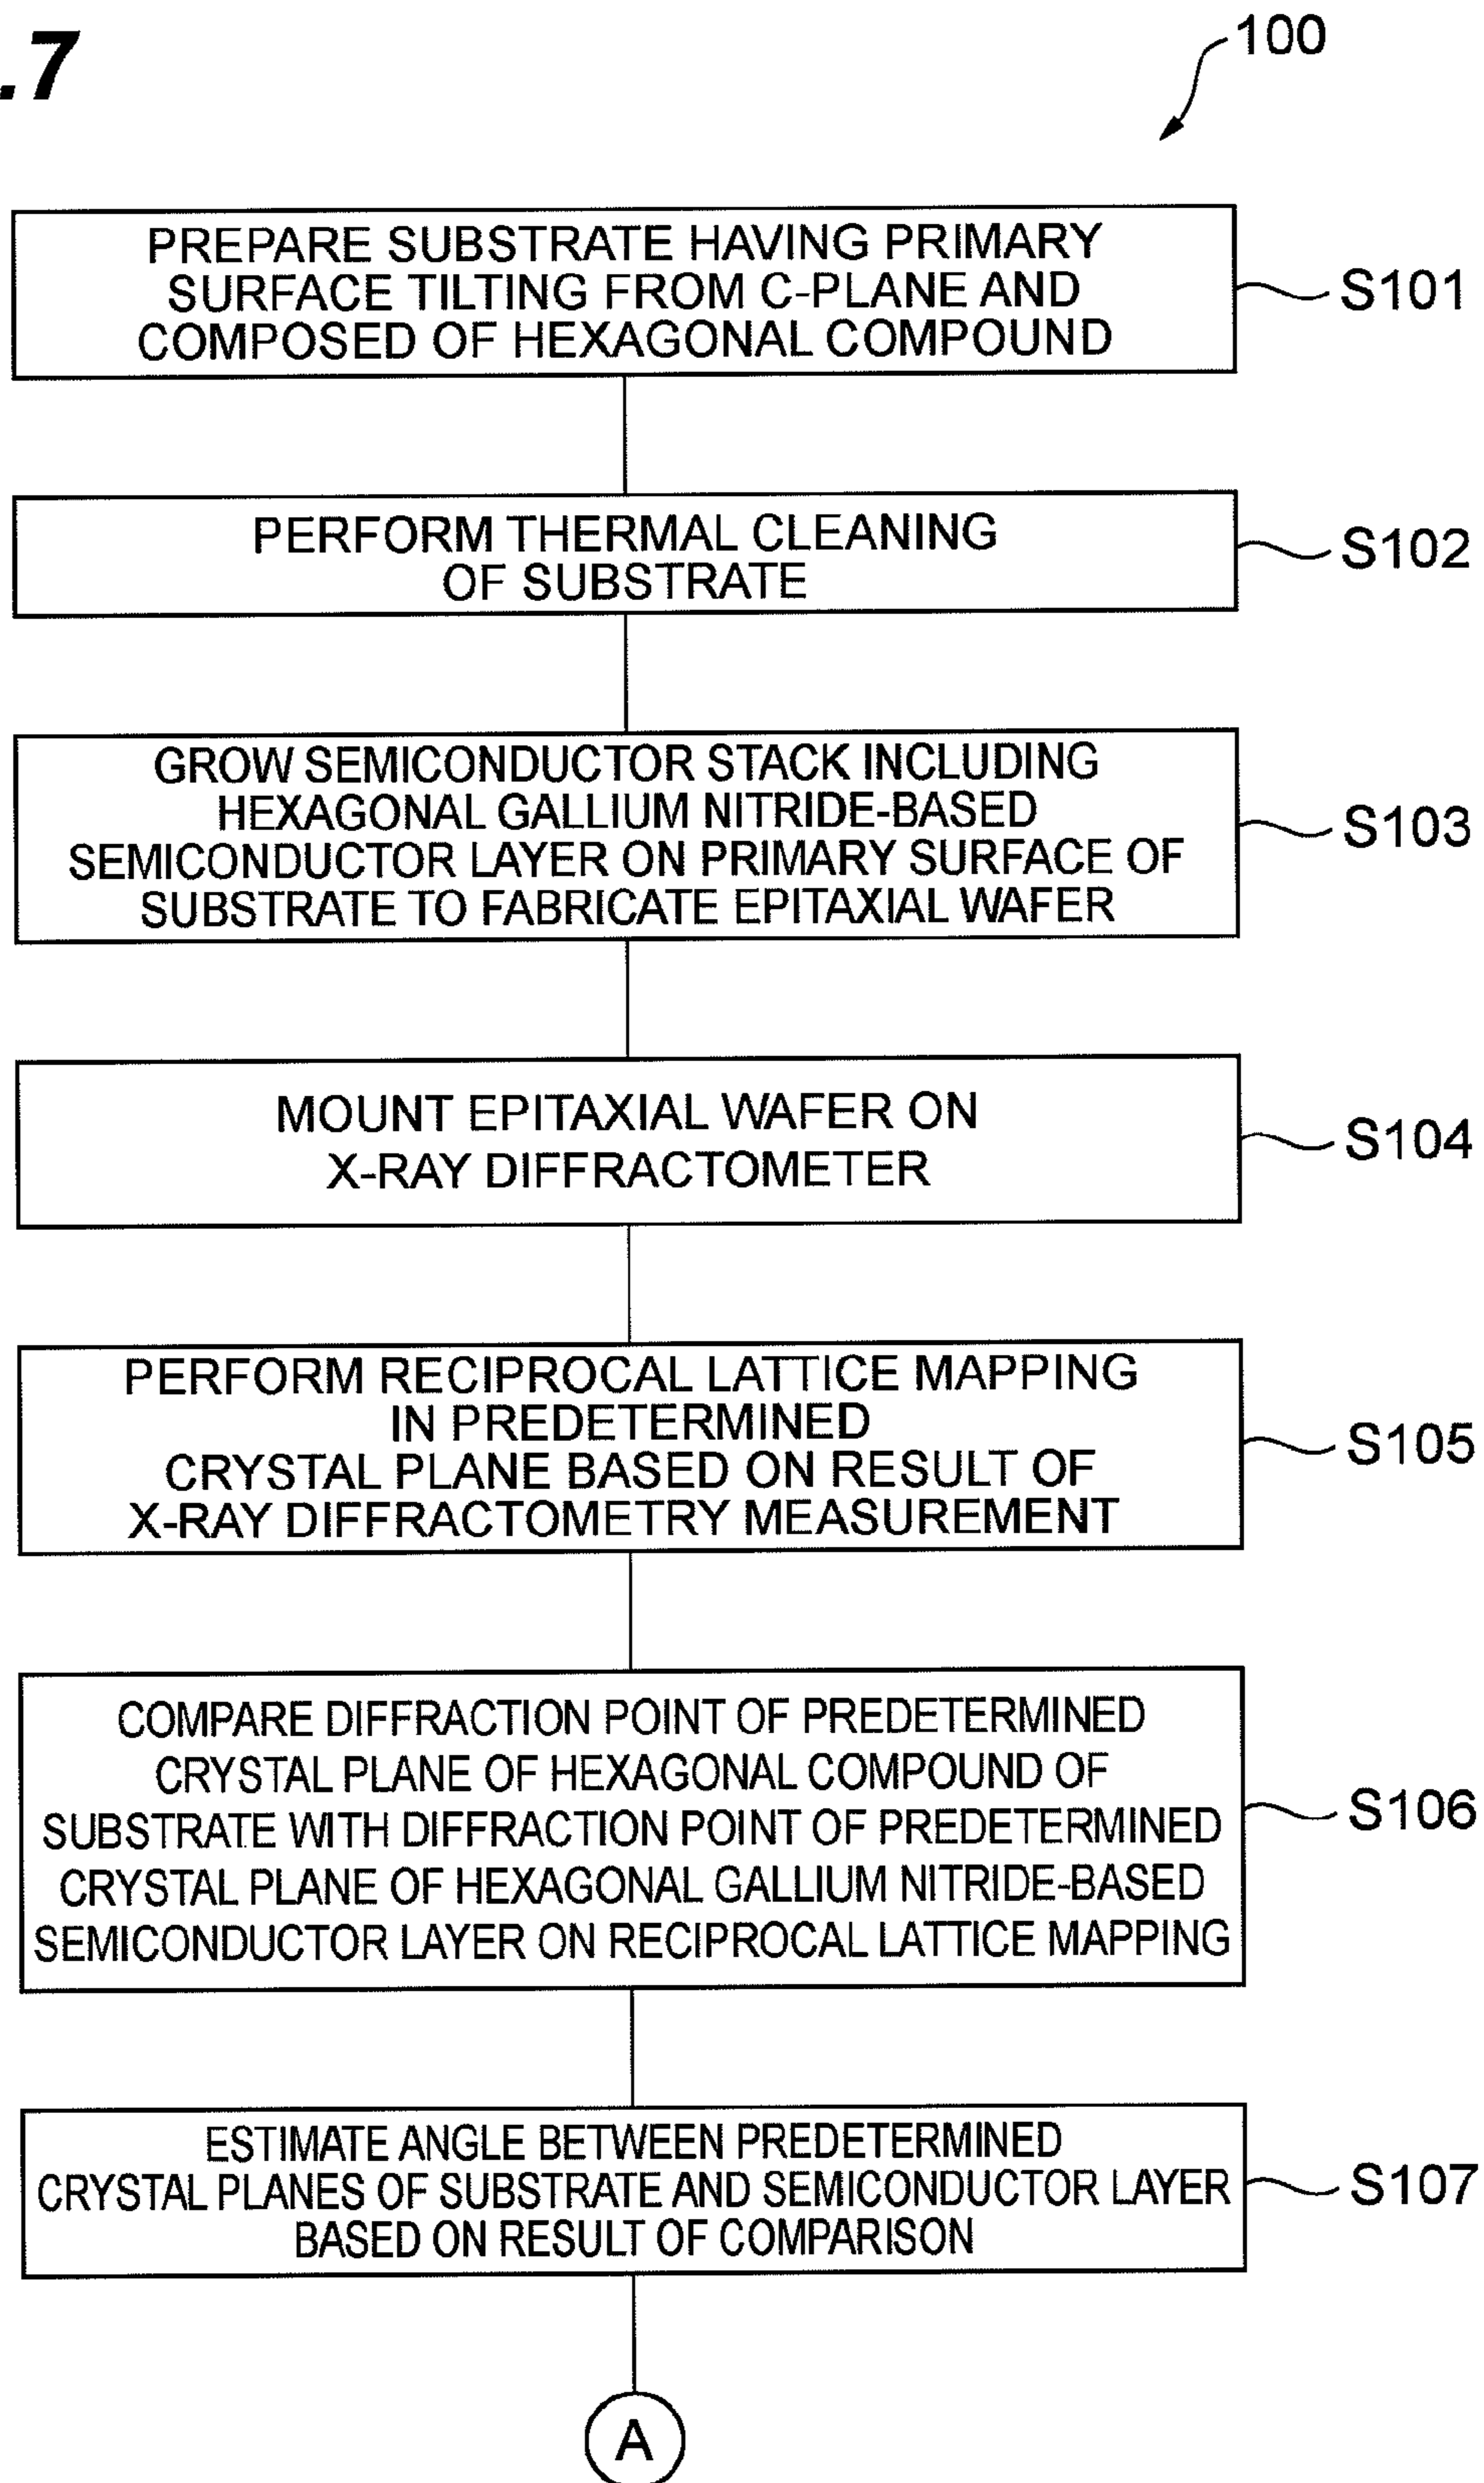 .7
100
PREPARE SUBSTRATE HAVING PRIMARY
SURFACE TILTING FROM C-PLANE AND
COMPOSED OF HEXAGONAL COMPOUND
S101
PERFORM THERMAL CLEANING
OF SUBSTRATE
S102
GROW SEMICONDUCTOR STACK INCLUDING
HEXAGONAL GALLIUM NITRIDE-BASED
SEMICONDUCTOR LAYER ON PRIMARY SURFACE OF
SUBSTRATE TO FABRICATE EPITAXIAL WAFER
S103
MOUNT EPITAXIAL WAFER ON
X-RAY DIFFRACTOMETER
S104
PERFORM RECIPROCAL LATTICE MAPPING
IN PREDETERMINED
CRYSTAL PLANE BASED ON RESULT OF
X-RAY DIFFRACTOMETRY MEASUREMENT
S105
COMPARE DIFFRACTION POINT OF PREDETERMINED
CRYSTAL PLANE OF HEXAGONAL COMPOUND OF
SUBSTRATE WITH DIFFRACTION POINT OF PREDETERMINED
CRYSTAL PLANE OF HEXAGONAL GALLIUM NITRIDE-BASED
SEMICONDUCTOR LAYER ON RECIPROCAL LATTICE MAPPING
S106
ESTIMATE ANGLE BETWEEN PREDETERMINED
CRYSTAL PLANES OF SUBSTRATE AND SEMICONDUCTOR LAYER
BASED ON RESULT OF COMPARISON
S107
A